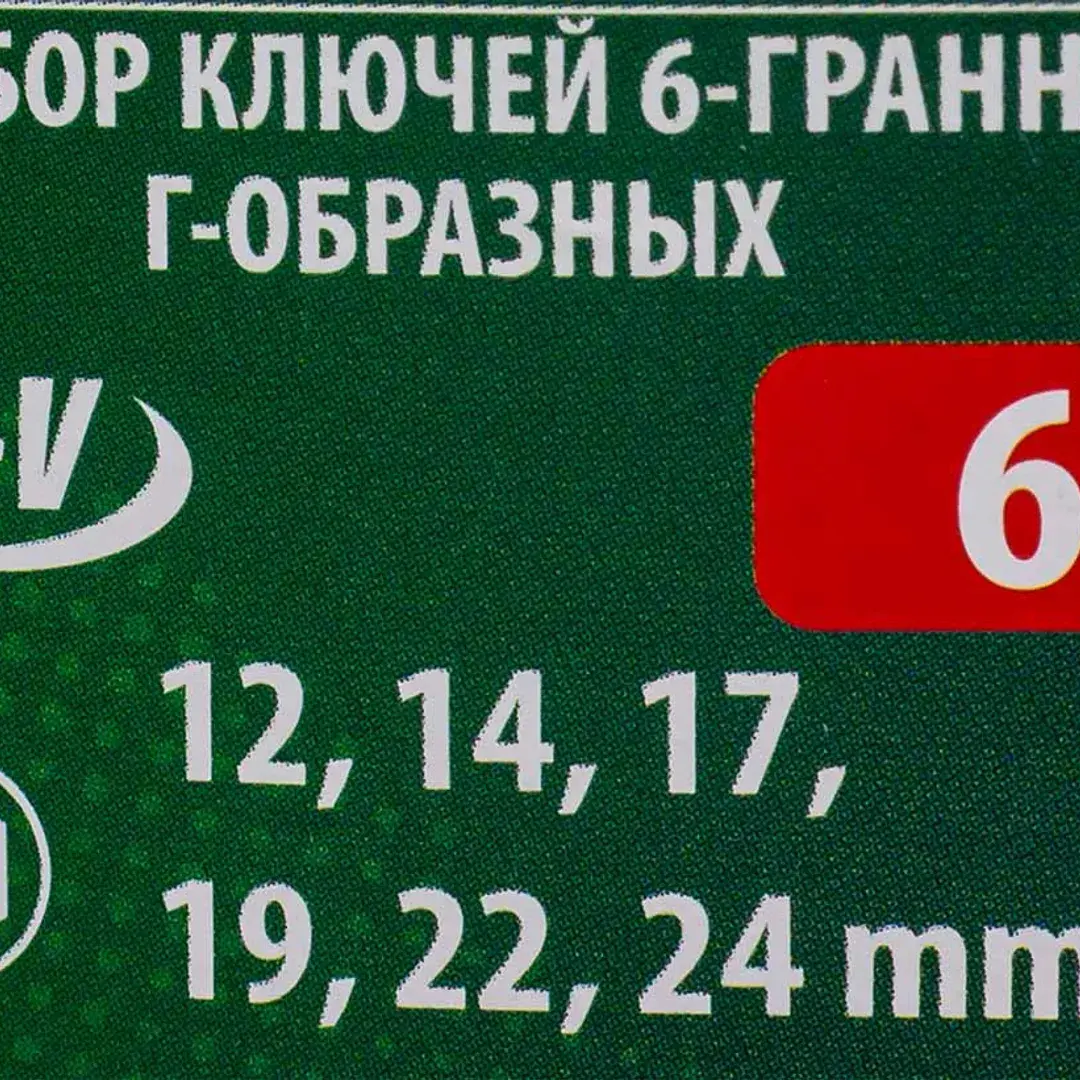 БОР КЛЮЧЕЙ 6-ГРАНН
Г-ОБРАЗНЫХ
-V
6
12, 14, 17,
19, 22, 24 mm